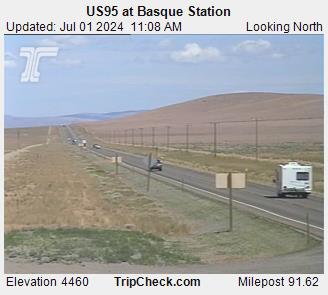 US95 at Basque Station
Updated: Jul 01 2024  11:08 AM    Looking North
Elevation 4460    TripCheck.com    Milepost 91.62